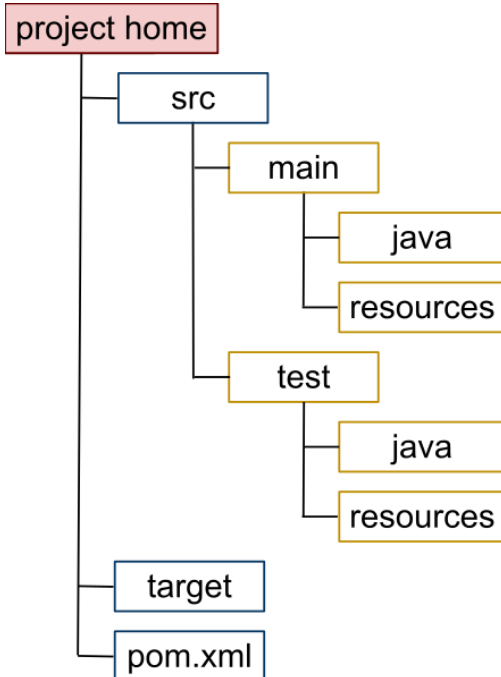 project home
src
main
java
resources
test
java
resources
target
pom.xml